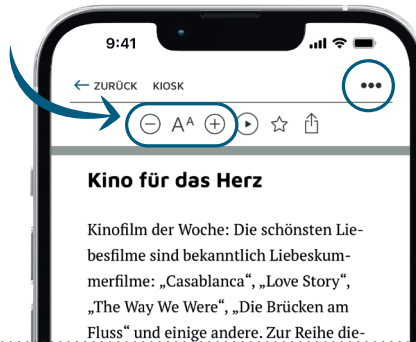 9:41
← ZURÜCK KIOSK
AA
Kino für das Herz
Kinofilm der Woche: Die schönsten Lie-
besfilme sind bekanntlich Liebeskum-
merfilme: „Casablanca“, „Love Story“,
„The Way We Were“, „Die Brücken am
Fluss“ und einige andere. Zur Reihe die-